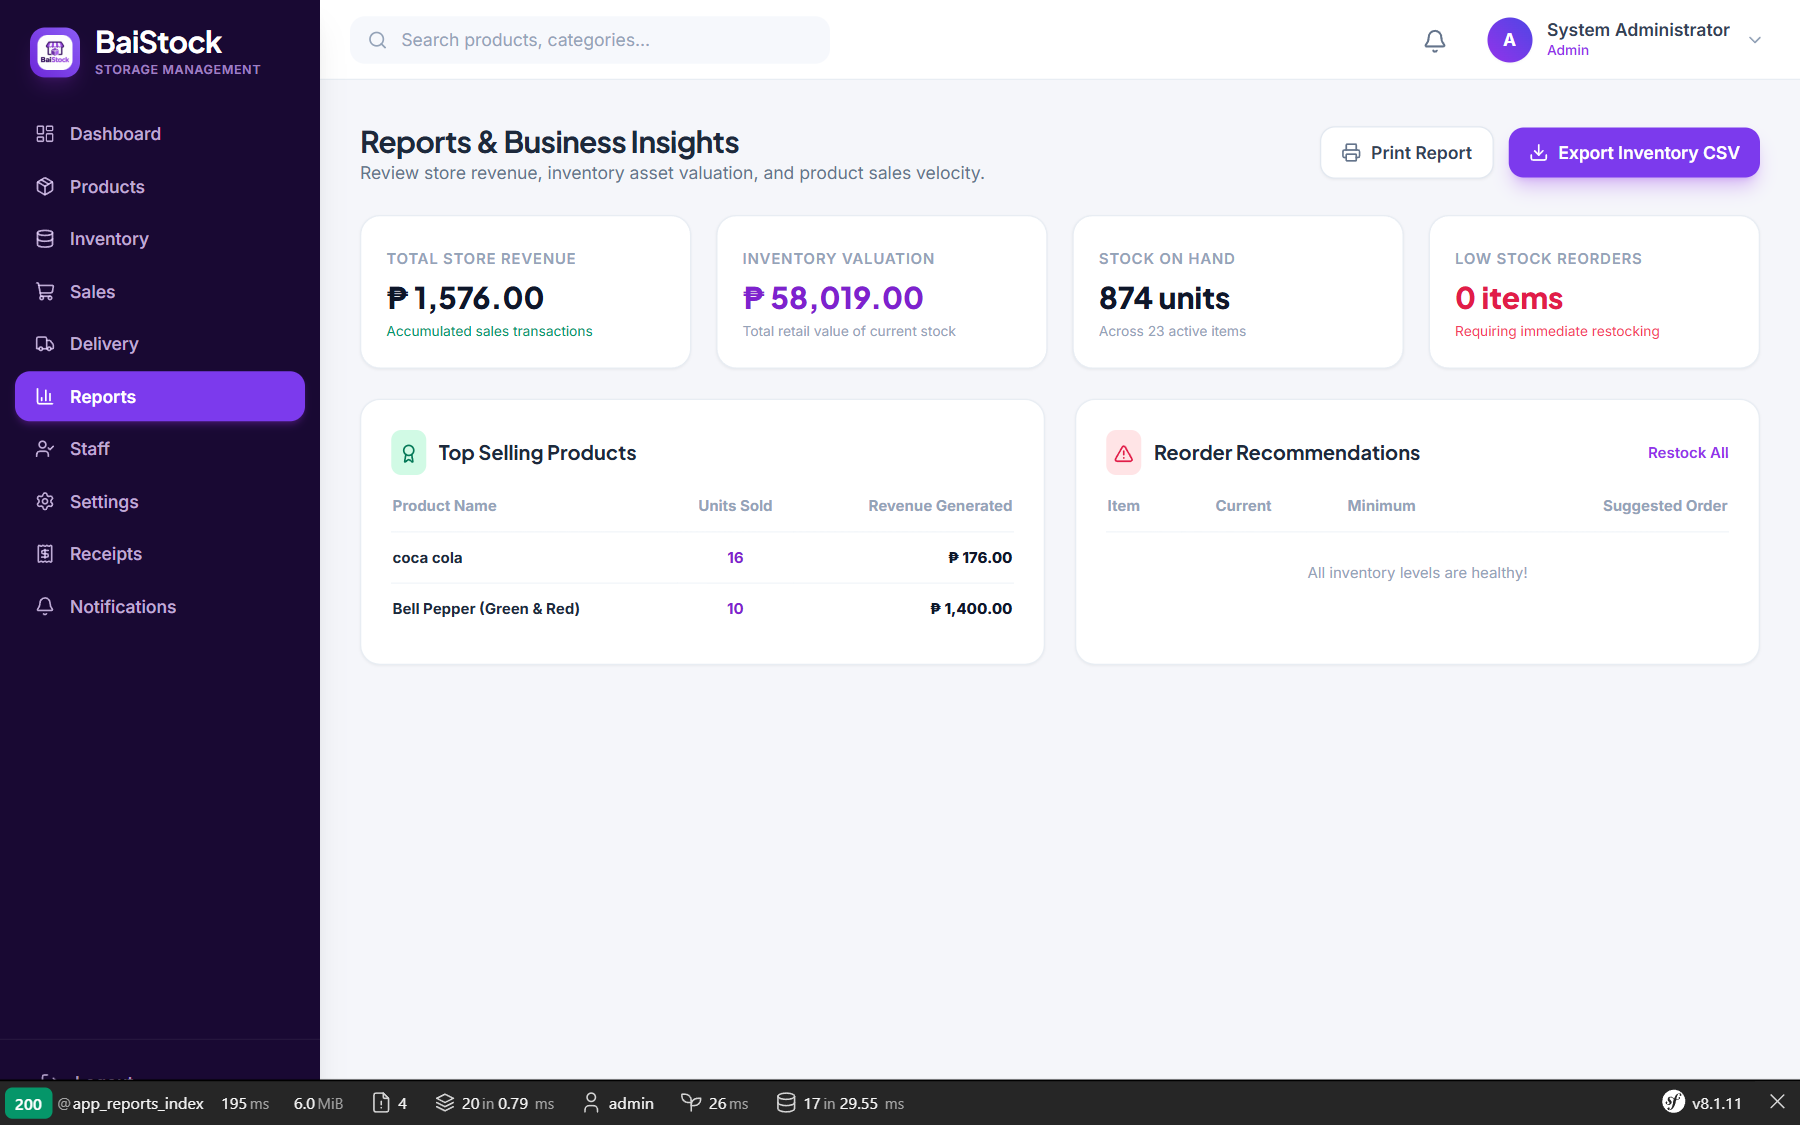 BaiStock
BaiStock
STORAGE MANAGEMENT
Search products, categories...
A
System Administrator
Admin
Dashboard
Products
Inventory
Sales
Delivery
Reports
Staff
Settings
Receipts
Notifications
Logout
Reports & Business Insights
Review store revenue, inventory asset valuation, and product sales velocity.
Print Report
Export Inventory CSV
TOTAL STORE REVENUE
₱ 1,576.00
Accumulated sales transactions
INVENTORY VALUATION
₱ 58,019.00
Total retail value of current stock
STOCK ON HAND
874 units
Across 23 active items
LOW STOCK REORDERS
0 items
Requiring immediate restocking
Top Selling Products
Product Name Units Sold Revenue Generated
coca cola 16 ₱ 176.00
Bell Pepper (Green & Red) 10 ₱ 1,400.00
Reorder Recommendations
Restock All
Item Current Minimum Suggested Order
All inventory levels are healthy!
200 @app_reports_index 195 ms 6.0 MiB 4 20 in 0.79 ms admin 26 ms 17 in 29.55 ms sf v8.1.11